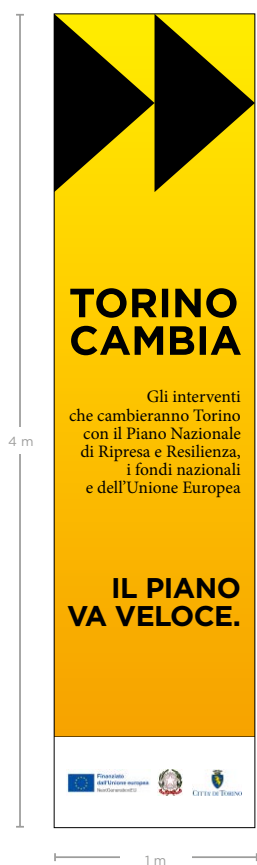 TORINO
CAMBIA
Gli interventi
che cambieranno Torino
con il Piano Nazionale
di Ripresa e Resilienza,
i fondi nazionali
e dell'Unione Europea
4 m
IL PIANO
VA VELOCE.
Finanziato
dall'Unione europea
NextGenerationEU
CITTÀ DI TORINO
1 m